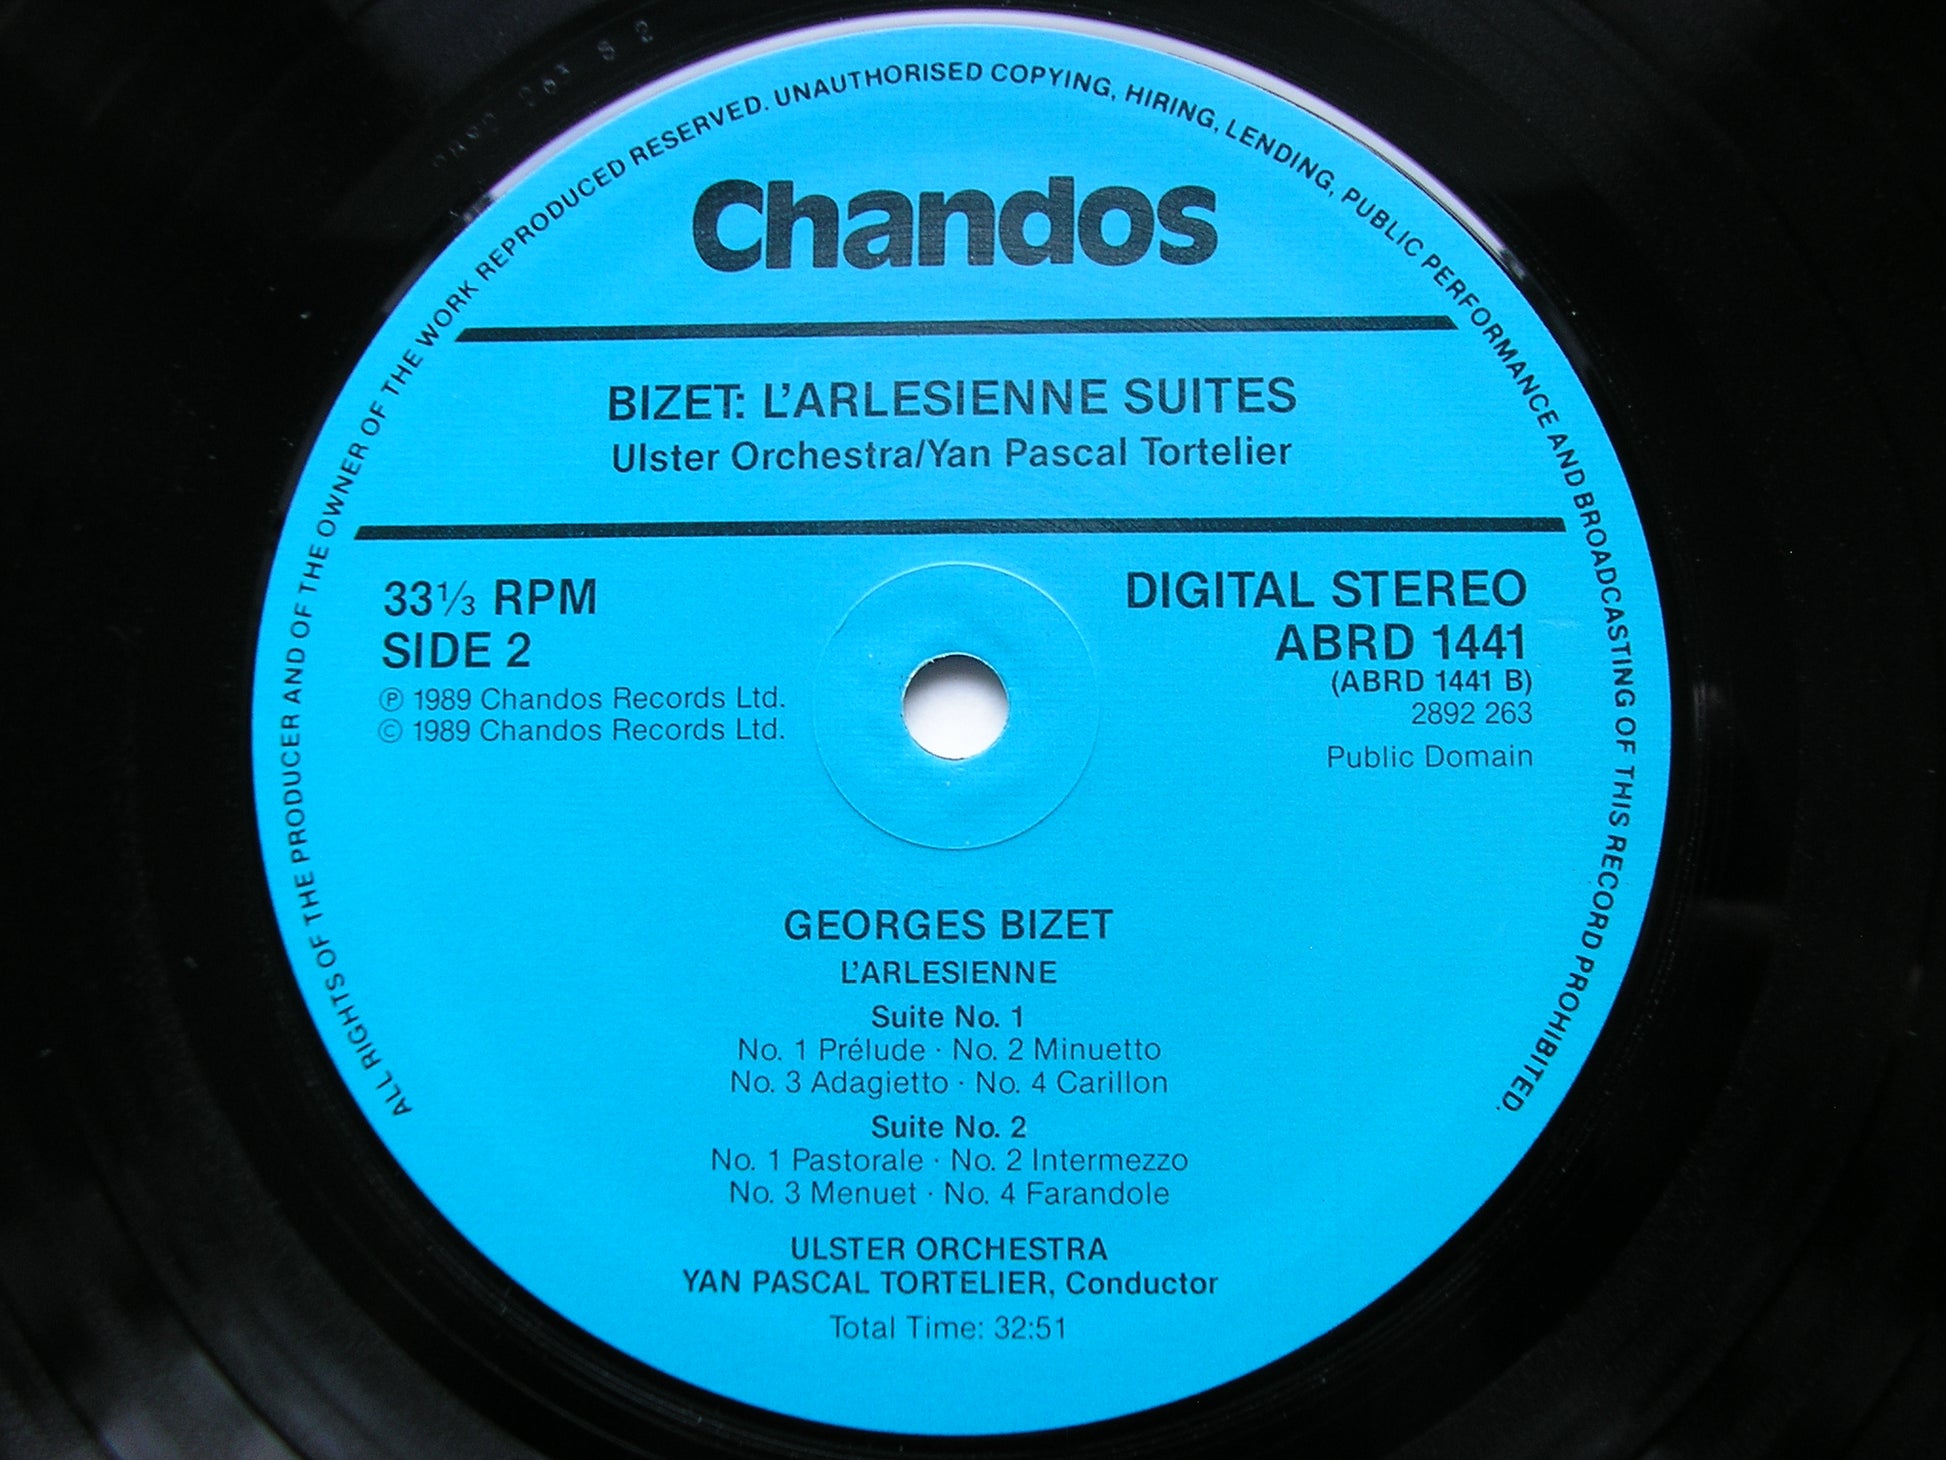 ALL RIGHTS OF THE PRODUCER AND OF THE OWNER OF THE WORK REPRODUCED RESERVED. UNAUTHORISED COPYING, HIRING, LENDING, PUBLIC PERFORMANCE AND BROADCASTING OF THIS RECORD PROHIBITED.
Chandos
BIZET: L'ARLESIENNE SUITES
Ulster Orchestra/Yan Pascal Tortelier
33⅓ RPM
SIDE 2
℗ 1989 Chandos Records Ltd.
© 1989 Chandos Records Ltd.
DIGITAL STEREO
ABRD 1441
(ABRD 1441 B)
2892 263
Public Domain
GEORGES BIZET
L'ARLESIENNE
Suite No. 1
No. 1 Prélude · No. 2 Minuetto
No. 3 Adagietto · No. 4 Carillon
Suite No. 2
No. 1 Pastorale · No. 2 Intermezzo
No. 3 Menuet · No. 4 Farandole
ULSTER ORCHESTRA
YAN PASCAL TORTELIER, Conductor
Total Time: 32:51